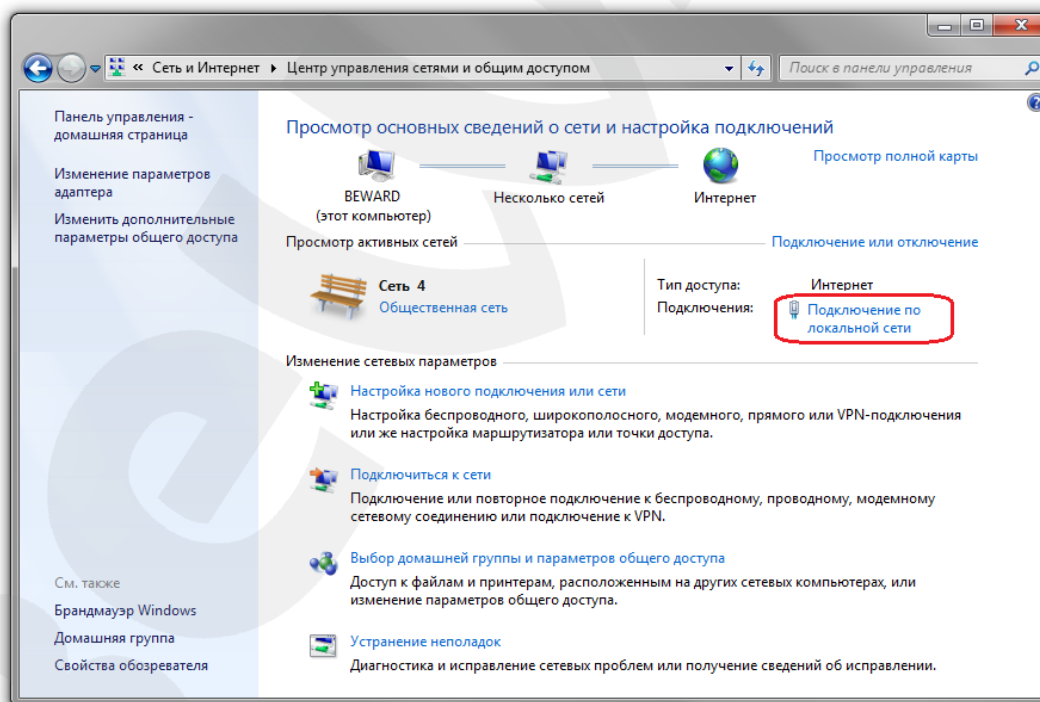 « Сеть и Интернет ▸ Центр управления сетями и общим доступом
Поиск в панели управления
Панель управления -
домашняя страница
Изменение параметров
адаптера
Изменить дополнительные
параметры общего доступа
Просмотр основных сведений о сети и настройка подключений
Просмотр полной карты
BEWARD
(этот компьютер)
Несколько сетей
Интернет
Просмотр активных сетей
Подключение или отключение
Сеть 4
Общественная сеть
Тип доступа: Интернет
Подключения: Подключение по
локальной сети
Изменение сетевых параметров
Настройка нового подключения или сети
Настройка беспроводного, широкополосного, модемного, прямого или VPN-подключения
или же настройка маршрутизатора или точки доступа.
Подключиться к сети
Подключение или повторное подключение к беспроводному, проводному, модемному
сетевому соединению или подключение к VPN.
Выбор домашней группы и параметров общего доступа
Доступ к файлам и принтерам, расположенным на других сетевых компьютерах, или
изменение параметров общего доступа.
Устранение неполадок
Диагностика и исправление сетевых проблем или получение сведений об исправлении.
См. также
Брандмауэр Windows
Домашняя группа
Свойства обозревателя